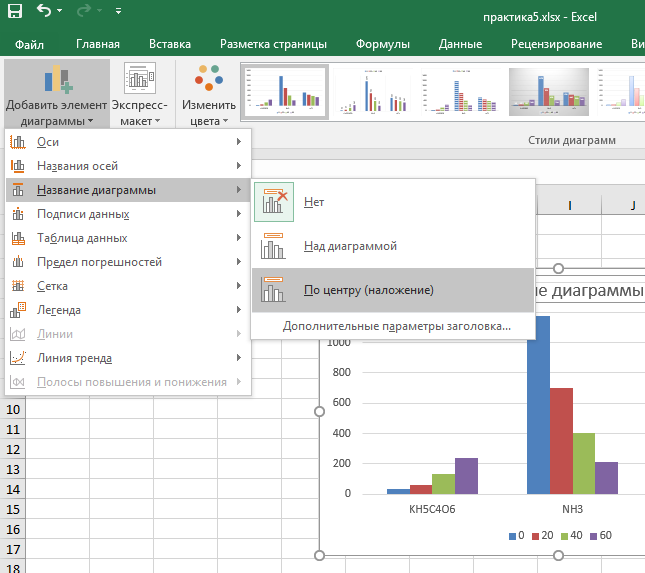 практика5.xlsx - Excel
Файл Главная Вставка Разметка страницы Формулы Данные Рецензирование Ви
Добавить элемент диаграммы
Экспресс-макет
Изменить цвета
Стили диаграмм
Оси
Названия осей
Название диаграммы
Подписи данных
Таблица данных
Предел погрешностей
Сетка
Легенда
Линии
Линия тренда
Полосы повышения и понижения
Нет
Над диаграммой
По центру (наложение)
Дополнительные параметры заголовка...
I J
ие диаграммы
1000
800
600
400
200
0
KH5C4O6 NH3
0 20 40 60
10
11
12
13
14
15
16
17
18